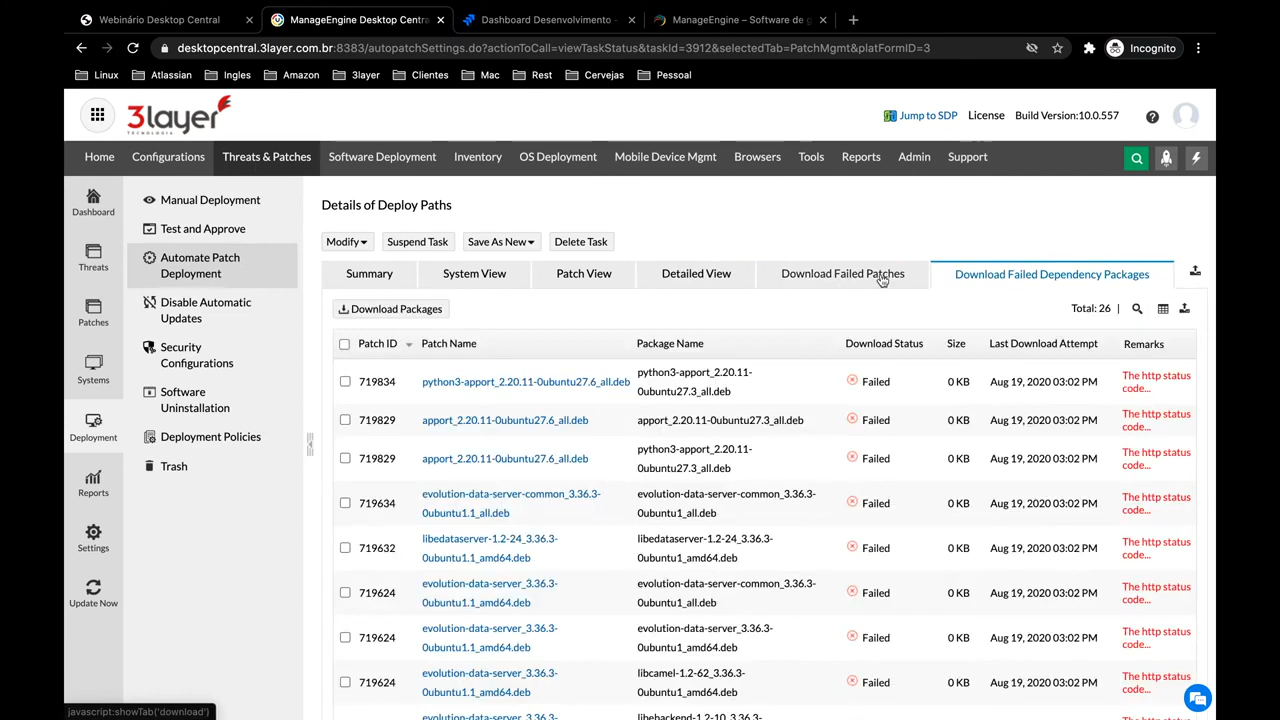 Webinário Desktop Central
ManageEngine Desktop Centra
Dashboard Desenvolvimento -
ManageEngine – Software de g
desktopcentral.3layer.com.br:8383/autopatchSettings.do?actionToCall=viewTaskStatus&taskId=3912&selectedTab=PatchMgmt&platFormID=3
Incognito
Linux Atlassian Ingles Amazon 3layer Clientes Mac Rest Cervejas Pessoal
3layer
TECNOLOGIA
Jump to SDP License Build Version:10.0.557
Home Configurations Threats & Patches Software Deployment Inventory OS Deployment Mobile Device Mgmt Browsers Tools Reports Admin Support
Dashboard
Threats
Patches
Systems
Deployment
Reports
Settings
Update Now
Manual Deployment
Test and Approve
Automate Patch
Deployment
Disable Automatic
Updates
Security
Configurations
Software
Uninstallation
Deployment Policies
Trash
Details of Deploy Paths
Modify Suspend Task Save As New Delete Task
Summary System View Patch View Detailed View Download Failed Patches Download Failed Dependency Packages
Download Packages Total: 26 |
Patch ID Patch Name Package Name Download Status Size Last Download Attempt Remarks
719834 python3-apport_2.20.11-0ubuntu27.6_all.deb python3-apport_2.20.11- Failed 0 KB Aug 19, 2020 03:02 PM The http status
0ubuntu27.3_all.deb code...
719829 apport_2.20.11-0ubuntu27.6_all.deb apport_2.20.11-0ubuntu27.3_all.deb Failed 0 KB Aug 19, 2020 03:02 PM The http status
code...
719829 apport_2.20.11-0ubuntu27.6_all.deb python3-apport_2.20.11- Failed 0 KB Aug 19, 2020 03:02 PM The http status
0ubuntu27.3_all.deb code...
719634 evolution-data-server-common_3.36.3- evolution-data-server-common_3.36.3- Failed 0 KB Aug 19, 2020 03:02 PM The http status
0ubuntu1.1_all.deb 0ubuntu1_all.deb code...
719632 libedataserver-1.2-24_3.36.3- libedataserver-1.2-24_3.36.3- Failed 0 KB Aug 19, 2020 03:02 PM The http status
0ubuntu1.1_amd64.deb 0ubuntu1_amd64.deb code...
719624 evolution-data-server_3.36.3- evolution-data-server-common_3.36.3- Failed 0 KB Aug 19, 2020 03:02 PM The http status
0ubuntu1.1_amd64.deb 0ubuntu1_all.deb code...
719624 evolution-data-server_3.36.3- evolution-data-server_3.36.3- Failed 0 KB Aug 19, 2020 03:02 PM The http status
0ubuntu1.1_amd64.deb 0ubuntu1_amd64.deb code...
719624 evolution-data-server_3.36.3- libcamel-1.2-62_3.36.3- Failed 0 KB Aug 19, 2020 03:02 PM The http status
0ubuntu1.1_amd64.deb 0ubuntu1_amd64.deb code...
evolution-data-server_3.36.3- libebackend-1.2-10_3.36.3- The http status
javascript:showTab('download')